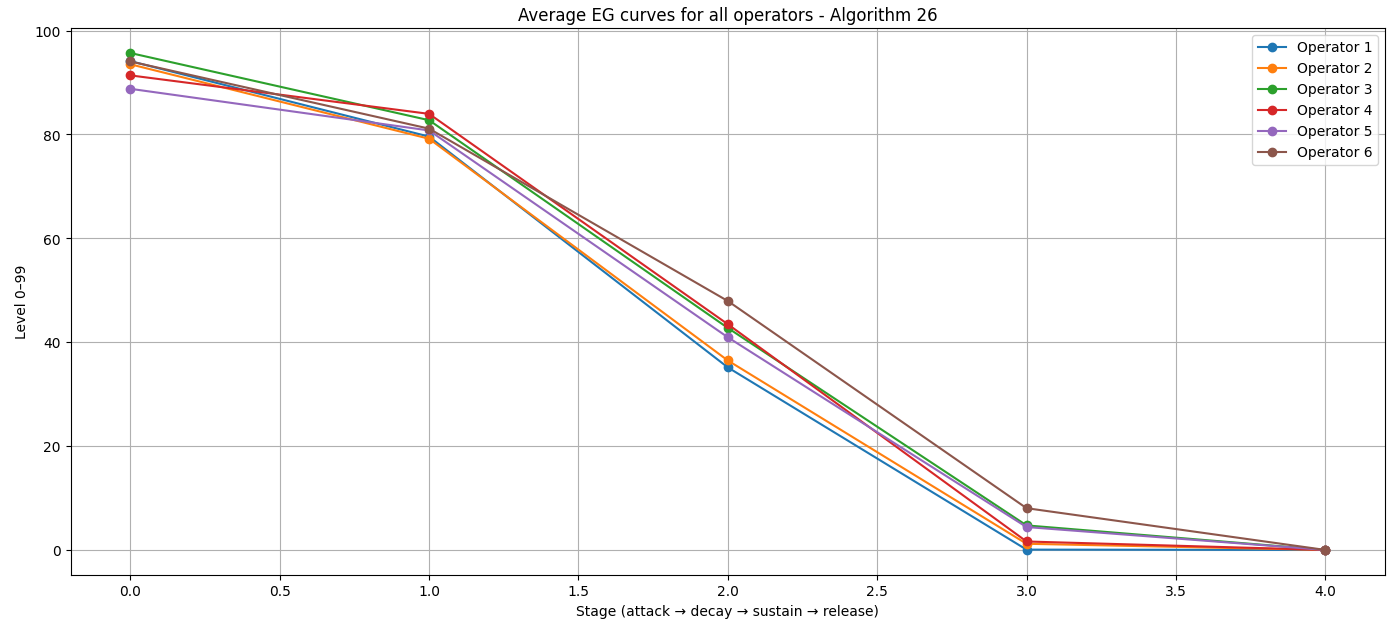 Average EG curves for all operators - Algorithm 26
Level 0–99
100
80
60
40
20
0
Operator 1
Operator 2
Operator 3
Operator 4
Operator 5
Operator 6
0.0 0.5 1.0 1.5 2.0 2.5 3.0 3.5 4.0
Stage (attack → decay → sustain → release)